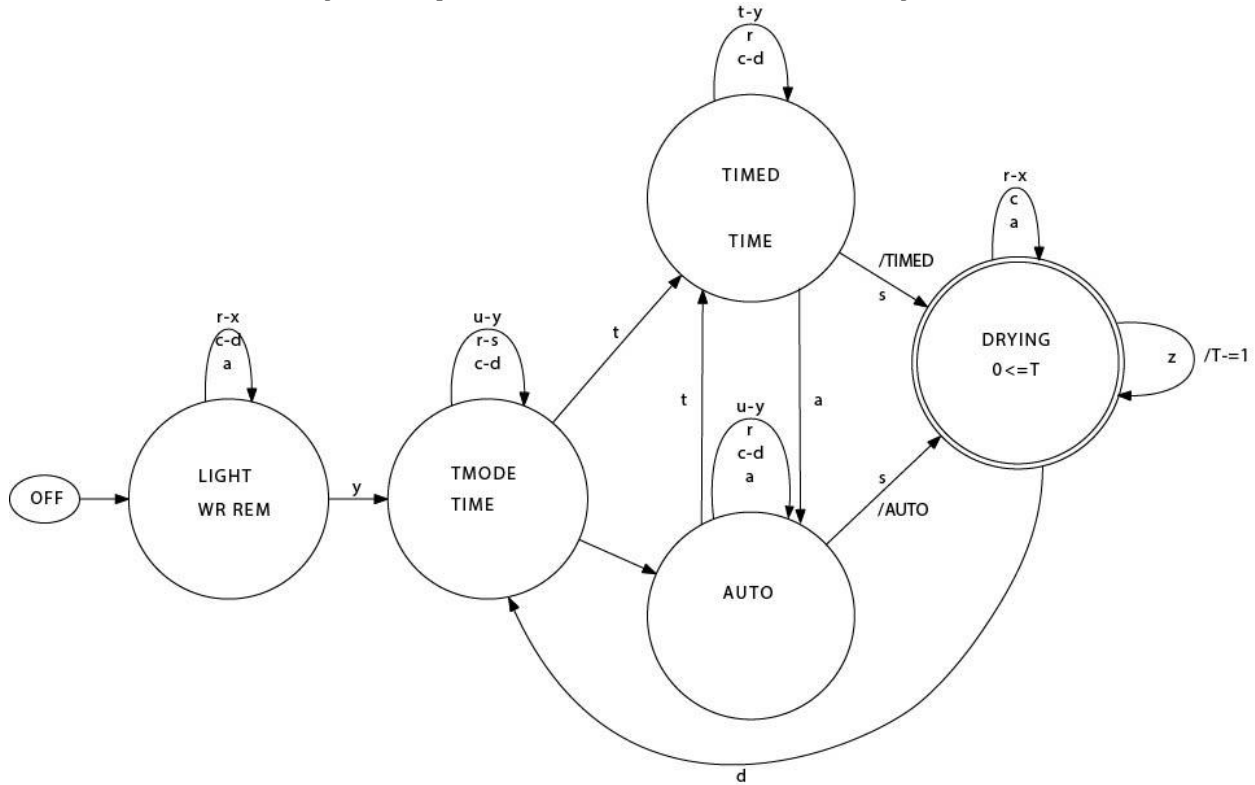 t-y
r
c-d
TIMED
TIME
/TIMED
s
r-x
c
a
DRYING
0<=T
z
/T-=1
t
u-y
r-s
c-d
r-x
c-d
a
t
a
u-y
r
c-d
a
OFF
LIGHT
WR REM
y
TMODE
TIME
s
/AUTO
AUTO
d